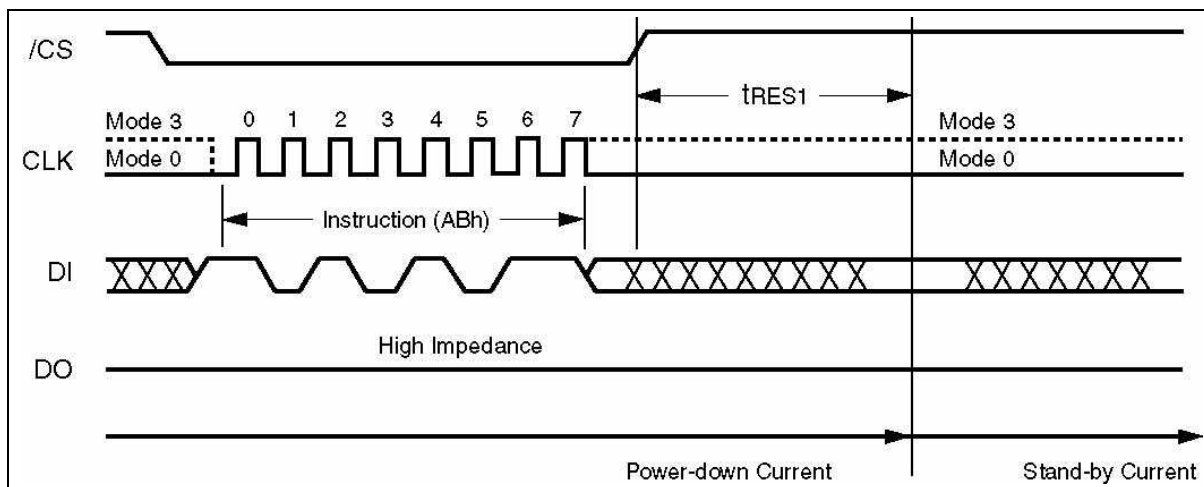 /CS
tRES1
Mode 3 0 1 2 3 4 5 6 7 Mode 3
CLK Mode 0 Mode 0
Instruction (ABh)
DI
High Impedance
DO
Power-down Current Stand-by Current